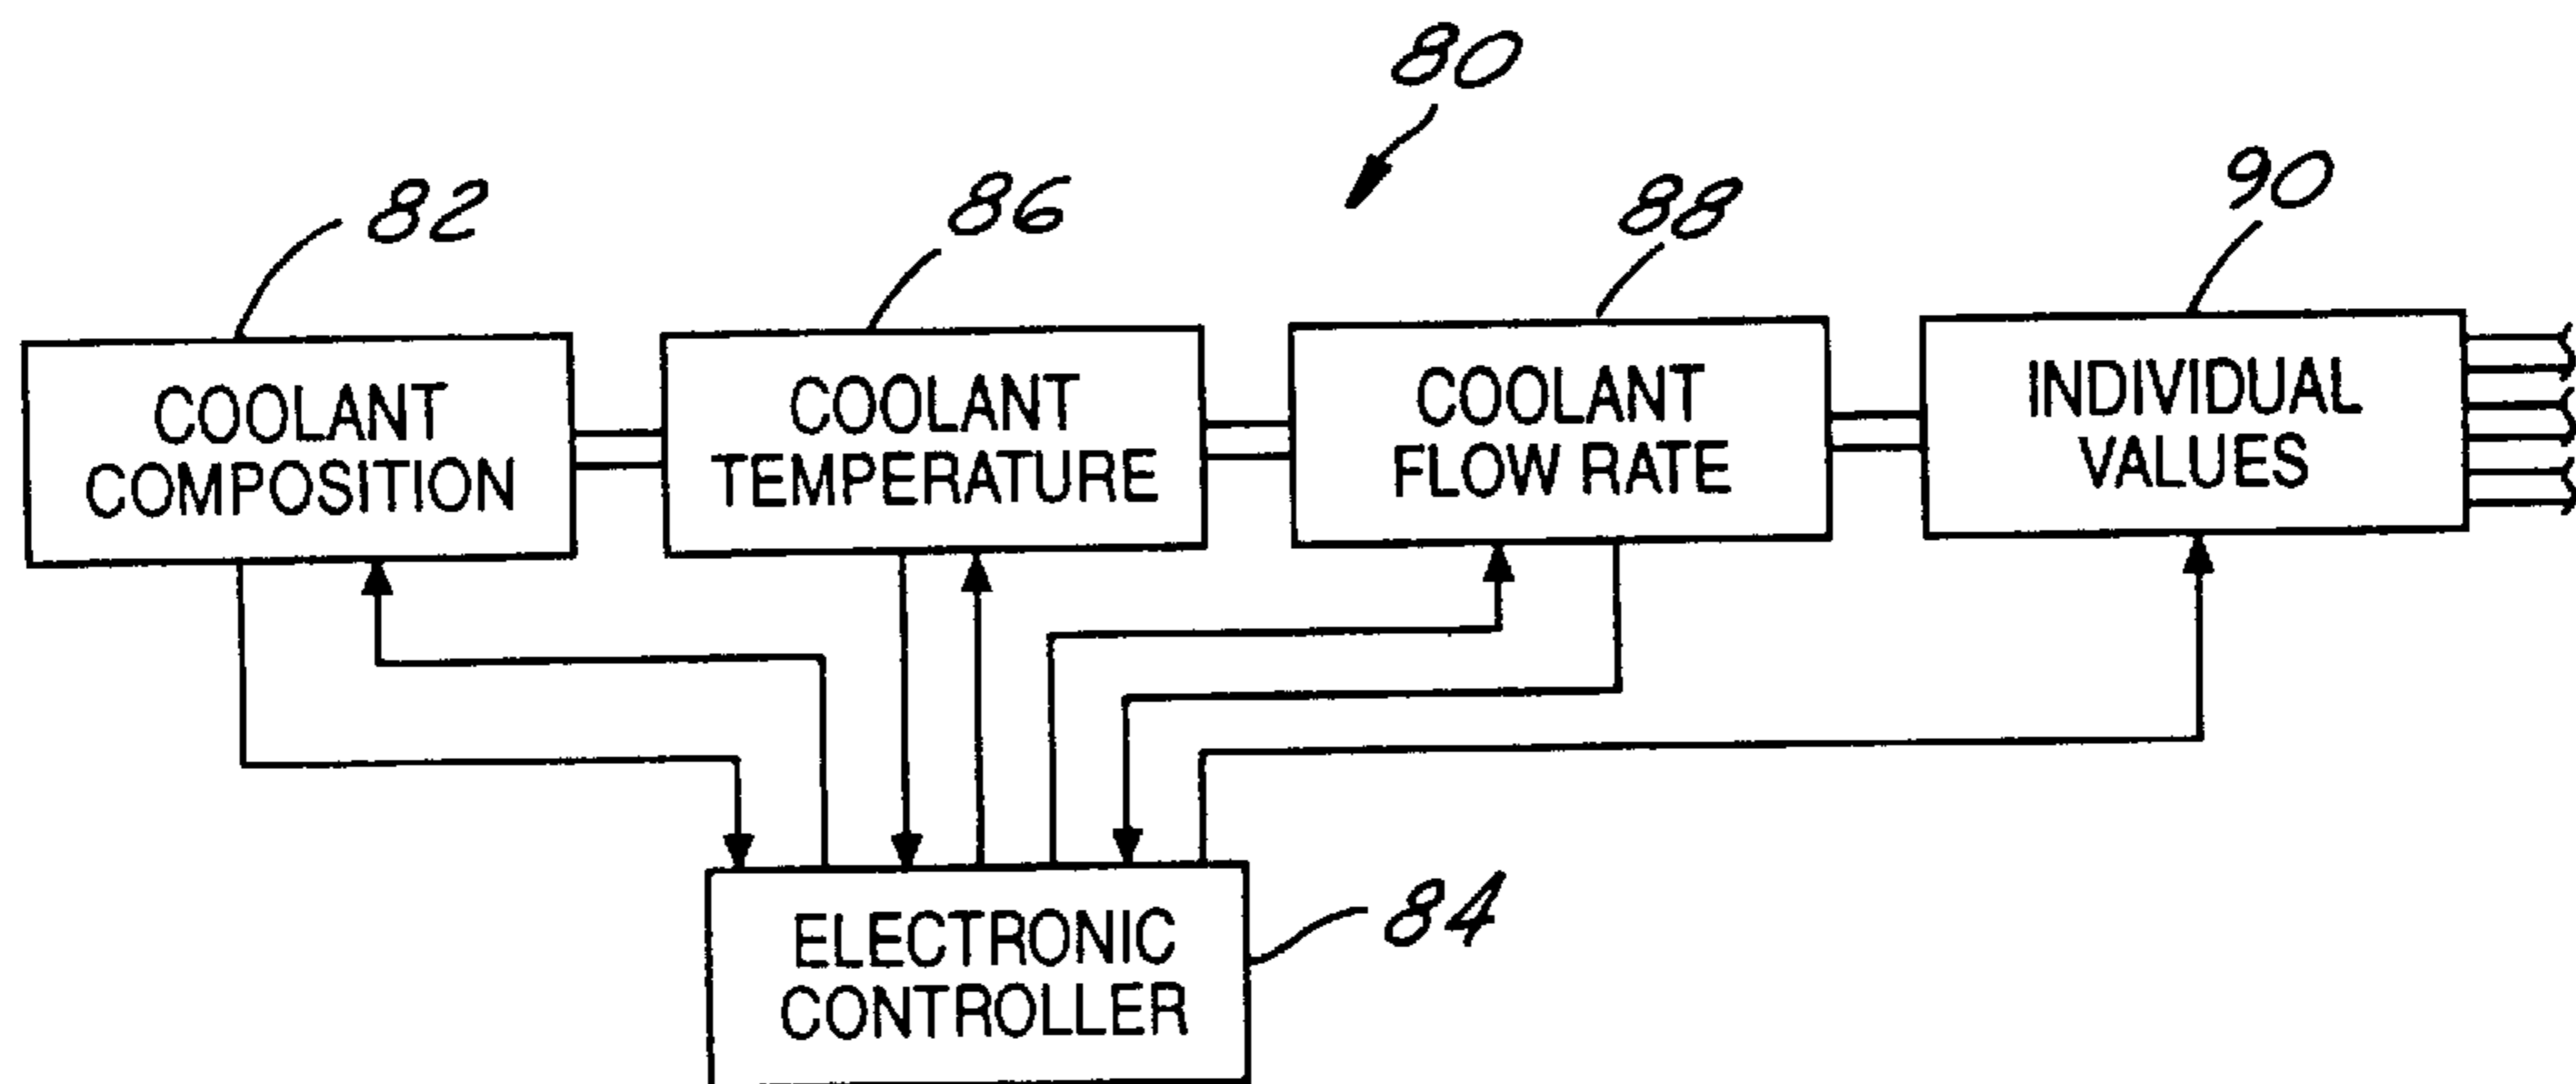 80
82
86
88
90
COOLANT
COMPOSITION
COOLANT
TEMPERATURE
COOLANT
FLOW RATE
INDIVIDUAL
VALUES
ELECTRONIC
CONTROLLER
84